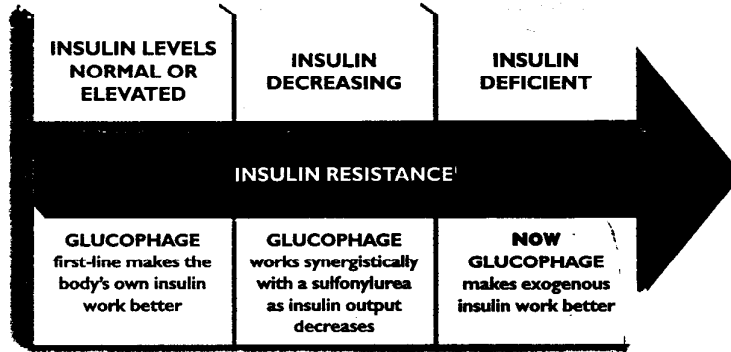 INSULIN LEVELS
NORMAL OR
ELEVATED
INSULIN
DECREASING
INSULIN
DEFICIENT
INSULIN RESISTANCE¹
GLUCOPHAGE
first-line makes the
body's own insulin
work better
GLUCOPHAGE
works synergistically
with a sulfonylurea
as insulin output
decreases
NOW
GLUCOPHAGE
makes exogenous
insulin work better